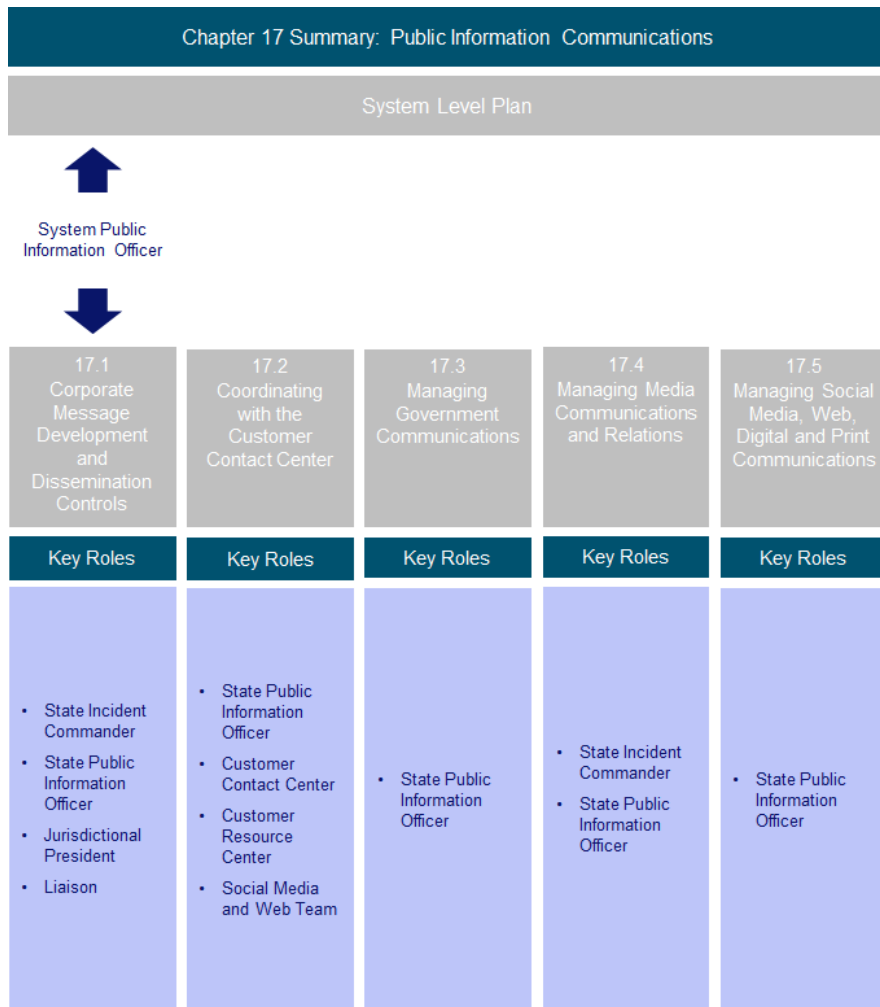 Chapter 17 Summary: Public Information Communications
System Level Plan
System Public
Information Officer
17.1
Corporate
Message
Development
and
Dissemination
Controls
17.2
Coordinating
with the
Customer
Contact Center
17.3
Managing
Government
Communications
17.4
Managing Media
Communications
and Relations
17.5
Managing Social
Media, Web,
Digital and Print
Communications
Key Roles
Key Roles
Key Roles
Key Roles
Key Roles
• State Incident
Commander
• State Public
Information
Officer
• Jurisdictional
President
• Liaison
• State Public
Information
Officer
• Customer
Contact Center
• Customer
Resource
Center
• Social Media
and Web Team
• State Public
Information
Officer
• State Incident
Commander
• State Public
Information
Officer
• State Public
Information
Officer